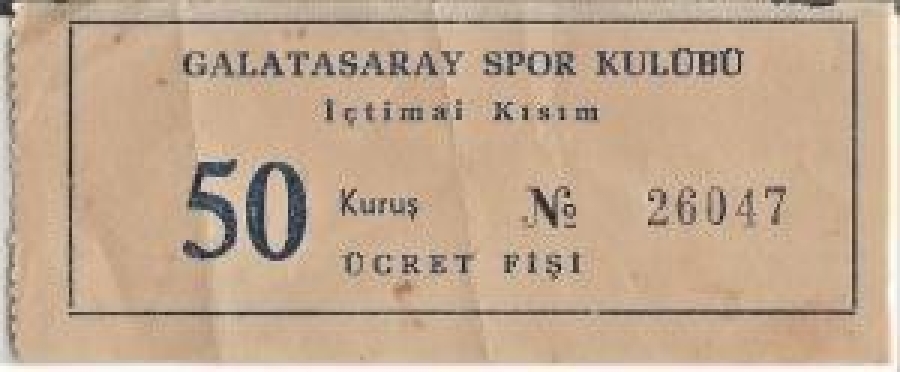 GALATASARAY SPOR KULÜBÜ
İçtimai Kısım
50 Kuruş № 26047
ÜCRET FİŞİ